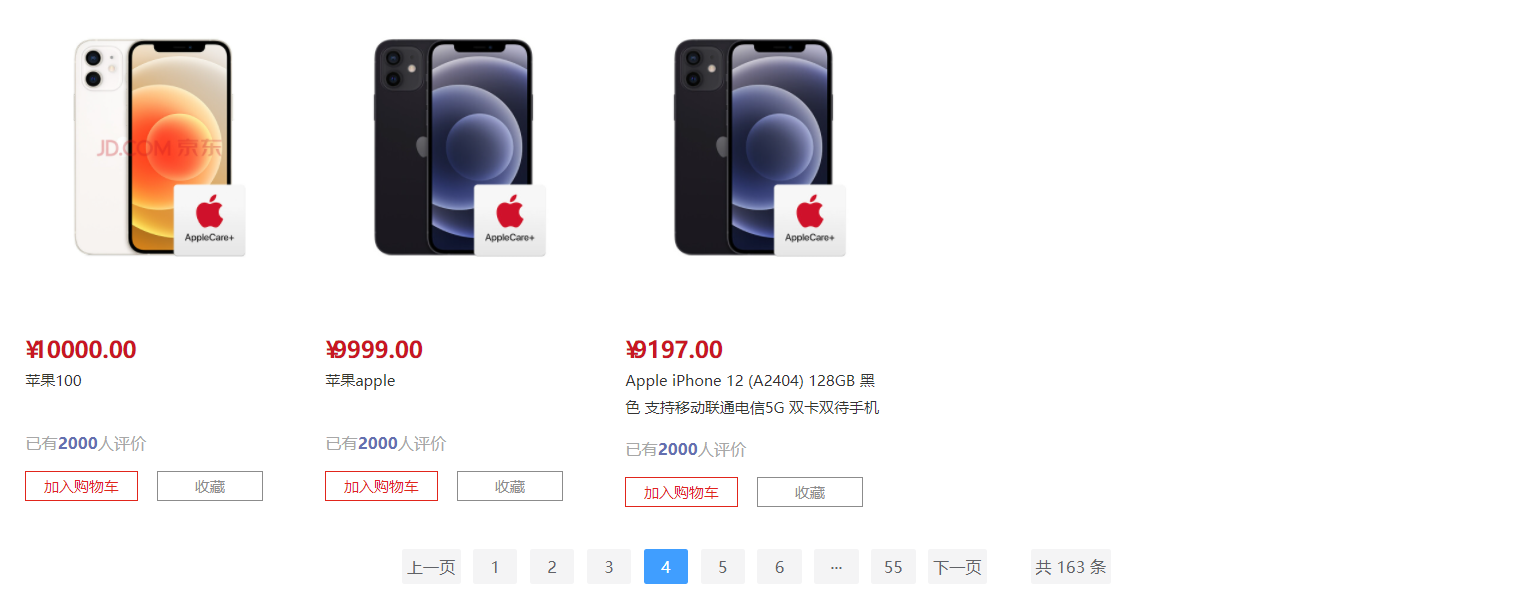 JD.COM 京东
AppleCare+
AppleCare+
AppleCare+
¥10000.00
苹果100
已有2000人评价
加入购物车 收藏
¥9999.00
苹果apple
已有2000人评价
加入购物车 收藏
¥9197.00
Apple iPhone 12 (A2404) 128GB 黑
色 支持移动联通电信5G 双卡双待手机
已有2000人评价
加入购物车 收藏
上一页 1 2 3 4 5 6 ··· 55 下一页 共 163 条